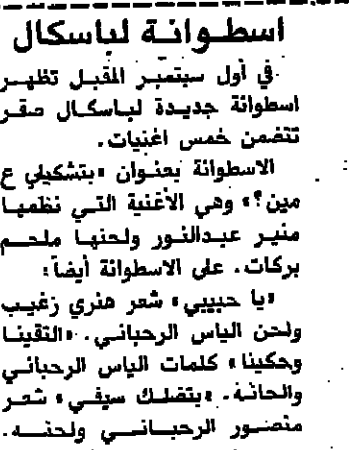 اسطوانة لباسكال
في أول سبتمبر المقبل تظهر
اسطوانة جديدة لباسكال صقر
تتضمن خمس اغنيات.
الاسطوانة بعنوان «بتشكيلي ع
مين؟» وهي الأغنية التي نظمها
منير عبدالنور ولحنها ملحم
بركات. على الاسطوانة أيضاً:
«يا حبيبي» شعر هنري زغيب
ولحن الياس الرحباني. «التقينا
وحكينا» كلمات الياس الرحباني
والحانه. «بتضلك سيفي» شعر
منصور الرحباني ولحنه.